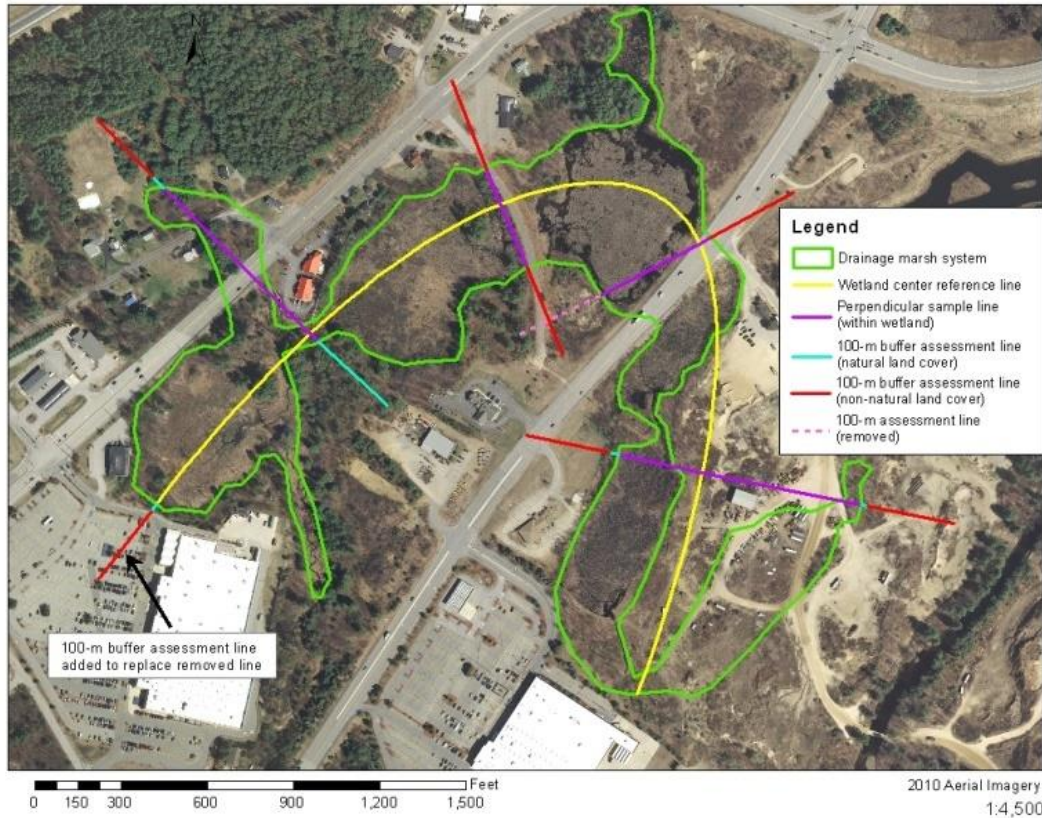 N
Legend
Drainage marsh system
Wetland center reference line
Perpendicular sample line
(within wetland)
100-m buffer assessment line
(natural land cover)
100-m buffer assessment line
(non-natural land cover)
100-m assessment line
(removed)
100-m buffer assessment line
added to replace removed line
Feet
0 150 300 600 900 1,200 1,500
2010 Aerial Imagery
1:4,500